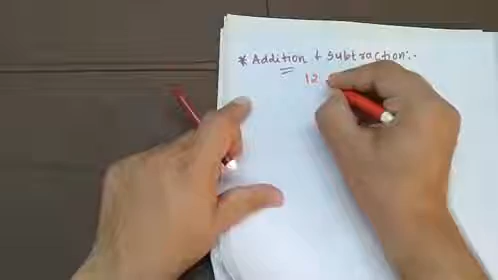 * Addition + Subtraction:-
12